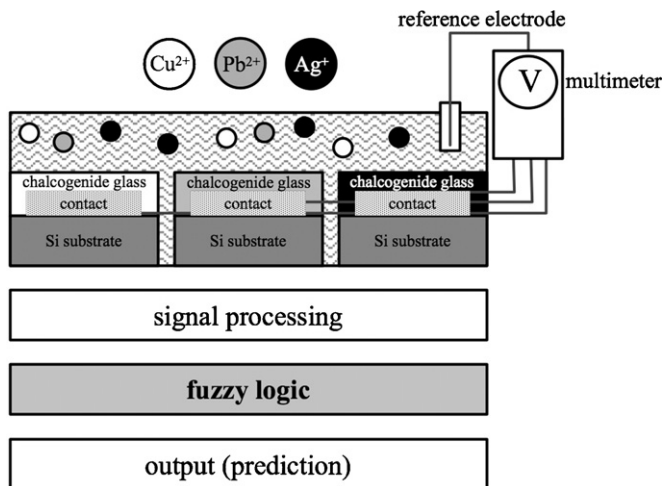 reference electrode
Cu²⁺ Pb²⁺ Ag⁺
V
multimeter
chalcogenide glass chalcogenide glass chalcogenide glass
contact contact contact
Si substrate Si substrate Si substrate
signal processing
fuzzy logic
output (prediction)